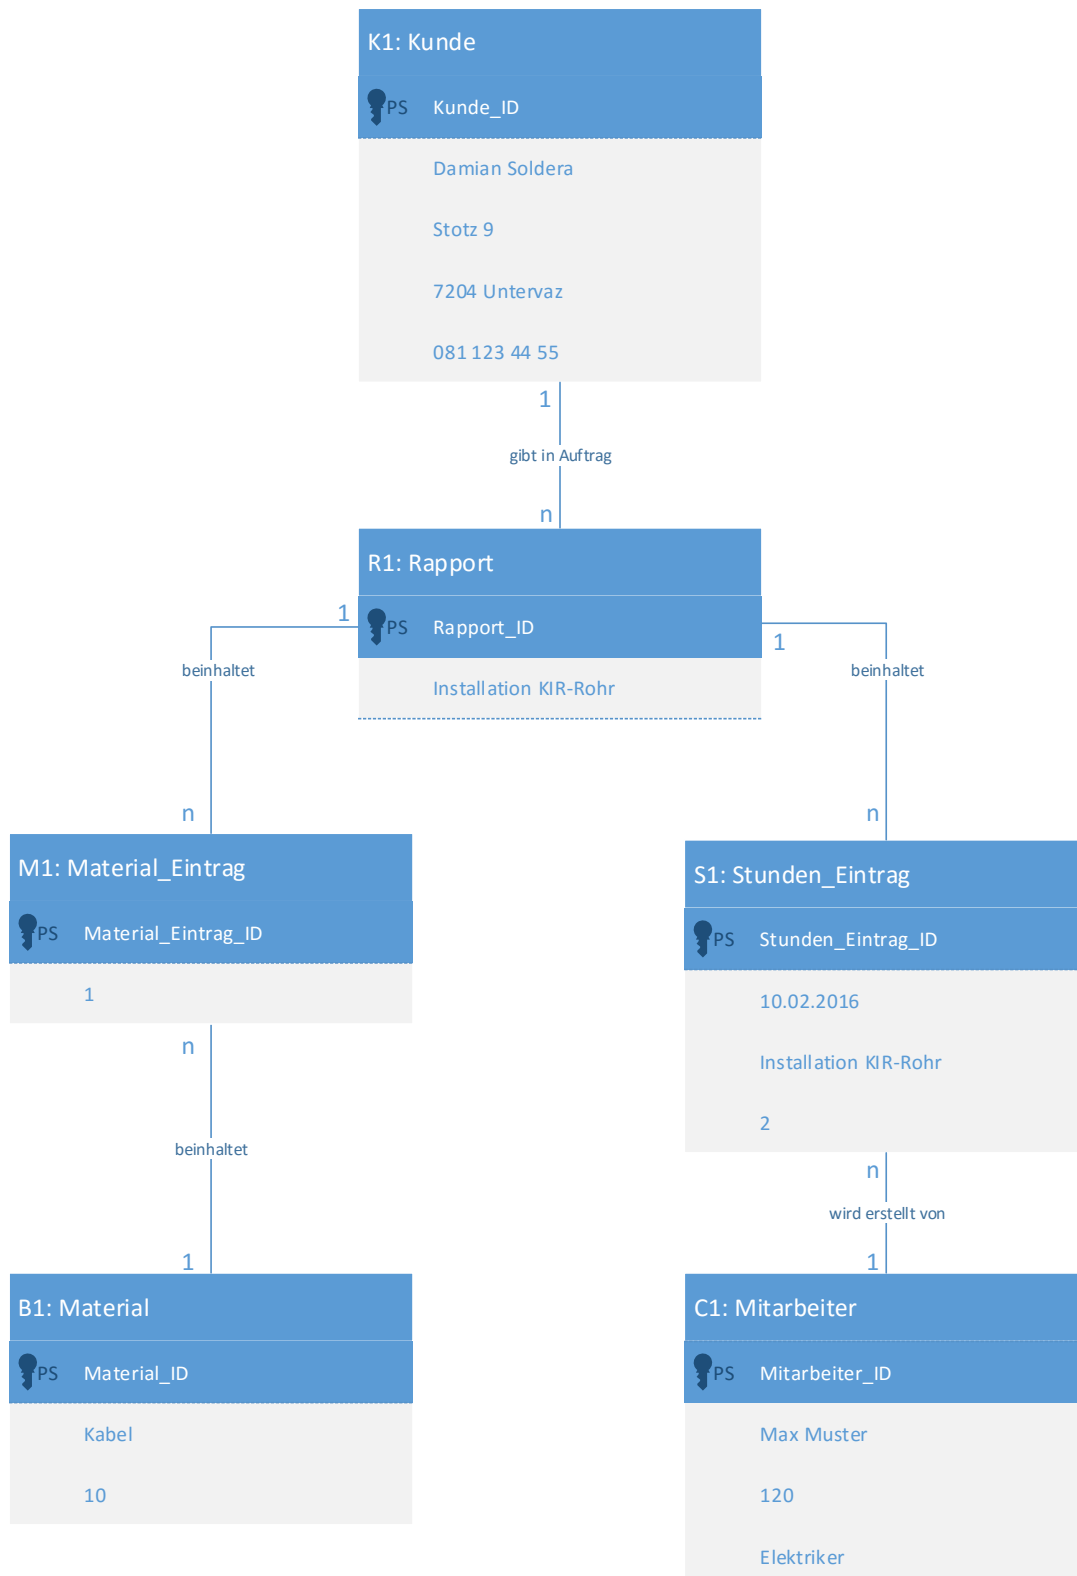 K1: Kunde
PS Kunde_ID
Damian Soldera
Stotz 9
7204 Untervaz
081 123 44 55
1
gibt in Auftrag
n
R1: Rapport
PS Rapport_ID
Installation KIR-Rohr
1
beinhaltet
n
1
beinhaltet
n
M1: Material_Eintrag
PS Material_Eintrag_ID
1
n
beinhaltet
1
B1: Material
PS Material_ID
Kabel
10
S1: Stunden_Eintrag
PS Stunden_Eintrag_ID
10.02.2016
Installation KIR-Rohr
2
n
wird erstellt von
1
C1: Mitarbeiter
PS Mitarbeiter_ID
Max Muster
120
Elektriker